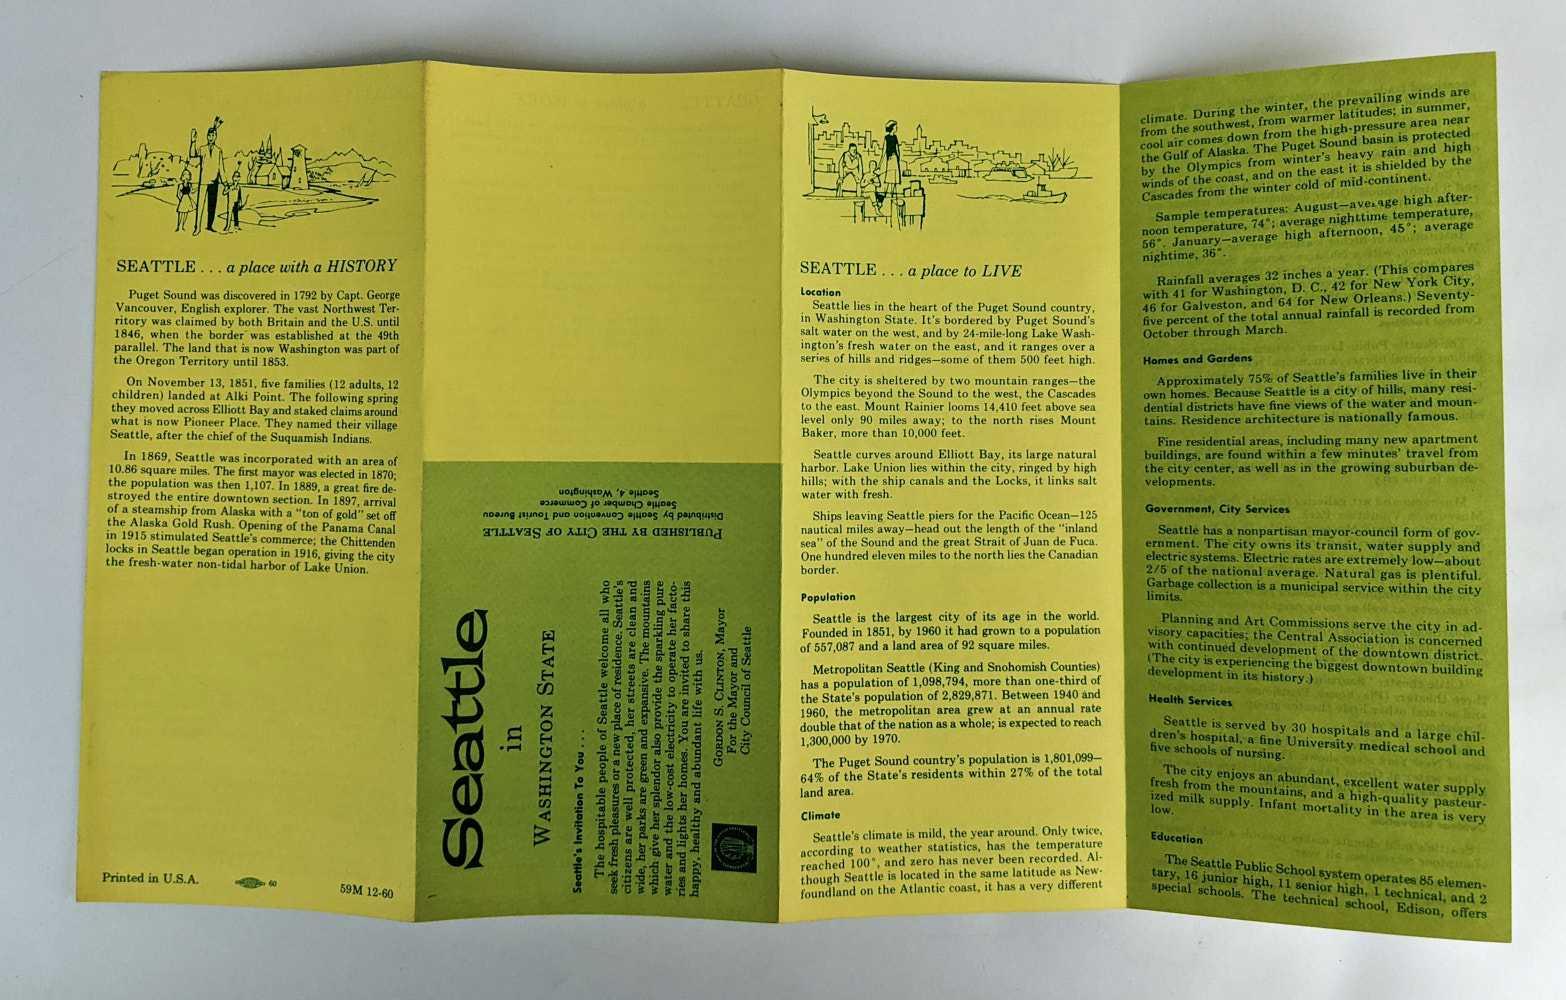 SEATTLE . . . a place with a HISTORY
Puget Sound was discovered in 1792 by Capt. George
Vancouver, English explorer. The vast Northwest Ter-
ritory was claimed by both Britain and the U.S. until
1846, when the border was established at the 49th
parallel. The land that is now Washington was part of
the Oregon Territory until 1853.
On November 13, 1851, five families (12 adults, 12
children) landed at Alki Point. The following spring
they moved across Elliott Bay and staked claims around
what is now Pioneer Place. They named their village
Seattle, after the chief of the Suquamish Indians.
In 1869, Seattle was incorporated with an area of
10.86 square miles. The first mayor was elected in 1870;
the population was then 1,107. In 1889, a great fire de-
stroyed the entire downtown section. In 1897, arrival
of a steamship from Alaska with a "ton of gold" set off
the Alaska Gold Rush. Opening of the Panama Canal
in 1915 stimulated Seattle's commerce; the Chittenden
locks in Seattle began operation in 1916, giving the city
the fresh-water non-tidal harbor of Lake Union.
Printed in U.S.A.
60
59M 12-60
PUBLISHED BY THE CITY OF SEATTLE
Distributed by Seattle Convention and Tourist Bureau
Seattle Chamber of Commerce
Seattle 4, Washington
Seattle
in
WASHINGTON STATE
Seattle's Invitation To You . . .
The hospitable people of Seattle welcome all who
seek fresh pleasures or a new place of residence. Seattle's
citizens are well protected, her streets are clean and
wide, her parks are green and expansive. The mountains
which give her splendor also provide the sparkling pure
water and the low-cost electricity to operate her facto-
ries and lights her homes. You are invited to share this
happy, healthy and abundant life with us.
GORDON S. CLINTON, Mayor
For the Mayor and
City Council of Seattle
SEATTLE . . . a place to LIVE
Location
Seattle lies in the heart of the Puget Sound country,
in Washington State. It's bordered by Puget Sound's
salt water on the west, and by 24-mile-long Lake Wash-
ington's fresh water on the east, and it ranges over a
series of hills and ridges—some of them 500 feet high.
The city is sheltered by two mountain ranges—the
Olympics beyond the Sound to the west, the Cascades
to the east. Mount Rainier looms 14,410 feet above sea
level only 90 miles away; to the north rises Mount
Baker, more than 10,000 feet.
Seattle curves around Elliott Bay, its large natural
harbor. Lake Union lies within the city, ringed by high
hills; with the ship canals and the Locks, it links salt
water with fresh.
Ships leaving Seattle piers for the Pacific Ocean—125
nautical miles away—head out the length of the "inland
sea" of the Sound and the great Strait of Juan de Fuca.
One hundred eleven miles to the north lies the Canadian
border.
Population
Seattle is the largest city of its age in the world.
Founded in 1851, by 1960 it had grown to a population
of 557,087 and a land area of 92 square miles.
Metropolitan Seattle (King and Snohomish Counties)
has a population of 1,098,794, more than one-third of
the State's population of 2,829,871. Between 1940 and
1960, the metropolitan area grew at an annual rate
double that of the nation as a whole; is expected to reach
1,300,000 by 1970.
The Puget Sound country's population is 1,801,099—
64% of the State's residents within 27% of the total
land area.
Climate
Seattle's climate is mild, the year around. Only twice,
according to weather statistics, has the temperature
reached 100°, and zero has never been recorded. Al-
though Seattle is located in the same latitude as New-
foundland on the Atlantic coast, it has a very different
climate. During the winter, the prevailing winds are
from the southwest, from warmer latitudes; in summer,
cool air comes down from the high-pressure area near
the Gulf of Alaska. The Puget Sound basin is protected
by the Olympics from winter's heavy rain and high
winds of the coast, and on the east it is shielded by the
Cascades from the winter cold of mid-continent.
Sample temperatures: August—average high after-
noon temperature, 74°; average nighttime temperature,
56°. January—average high afternoon, 45°; average
nighttime, 36°.
Rainfall averages 32 inches a year. (This compares
with 41 for Washington, D. C., 42 for New York City,
46 for Galveston, and 64 for New Orleans.) Seventy-
five percent of the total annual rainfall is recorded from
October through March.
Homes and Gardens
Approximately 75% of Seattle's families live in their
own homes. Because Seattle is a city of hills, many resi-
dential districts have fine views of the water and moun-
tains. Residence architecture is nationally famous.
Fine residential areas, including many new apartment
buildings, are found within a few minutes' travel from
the city center, as well as in the growing suburban de-
velopments.
Government, City Services
Seattle has a nonpartisan mayor-council form of gov-
ernment. The city owns its transit, water supply and
electric systems. Electric rates are extremely low—about
2/5 of the national average. Natural gas is plentiful.
Garbage collection is a municipal service within the city
limits.
Planning and Art Commissions serve the city in ad-
visory capacities; the Central Association is concerned
with continued development of the downtown district.
(The city is experiencing the biggest downtown building
development in its history.)
Health Services
Seattle is served by 30 hospitals and a large chil-
dren's hospital, a fine University medical school and
five schools of nursing.
The city enjoys an abundant, excellent water supply
fresh from the mountains, and a high-quality pasteur-
ized milk supply. Infant mortality in the area is very
low.
Education
The Seattle Public School system operates 85 elemen-
tary, 16 junior high, 11 senior high, 1 technical, and 2
special schools. The technical school, Edison, offers